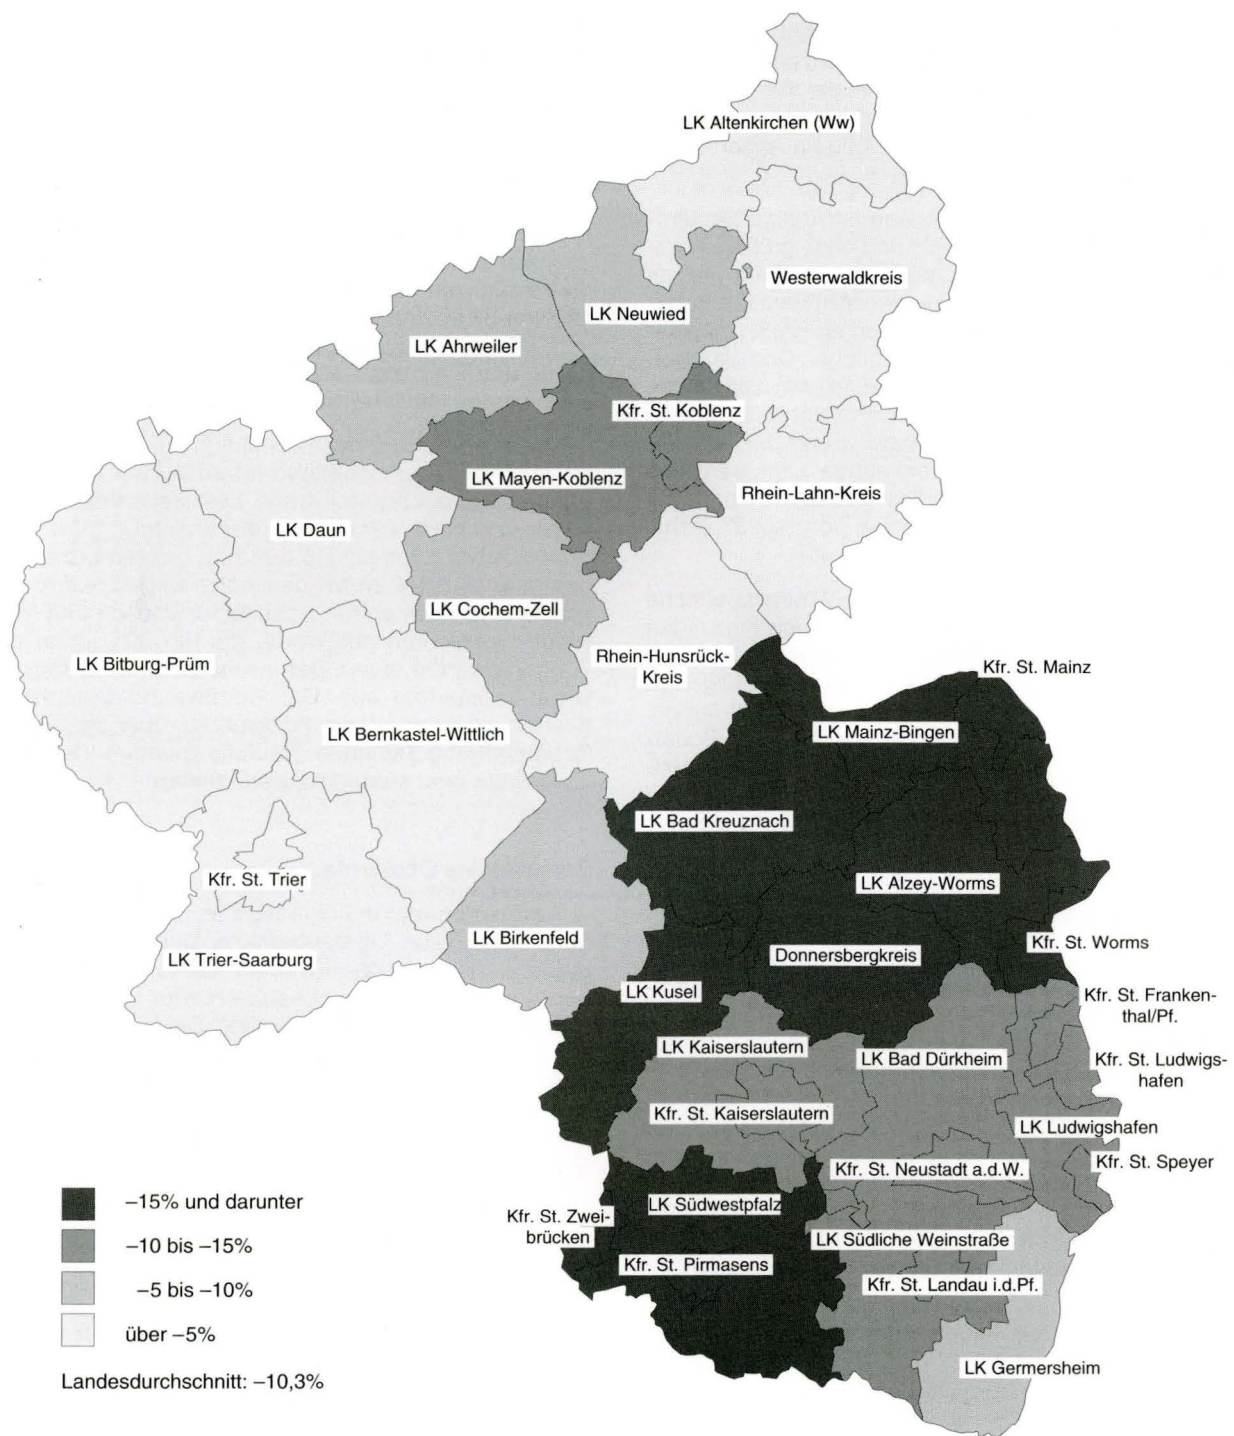 LK Altenkirchen (Ww)
Westerwaldkreis
LK Neuwied
LK Ahrweiler
Kfr. St. Koblenz
LK Mayen-Koblenz
Rhein-Lahn-Kreis
LK Daun
LK Cochem-Zell
LK Bitburg-Prüm
Rhein-Hunsrück-
Kreis
Kfr. St. Mainz
LK Bernkastel-Wittlich
LK Mainz-Bingen
LK Bad Kreuznach
Kfr. St. Trier
LK Alzey-Worms
LK Birkenfeld
Kfr. St. Worms
LK Trier-Saarburg
Donnersbergkreis
LK Kusel
Kfr. St. Franken-
thal/Pf.
LK Kaiserslautern
LK Bad Dürkheim
Kfr. St. Ludwigs-
hafen
Kfr. St. Kaiserslautern
LK Ludwigshafen
Kfr. St. Neustadt a.d.W.
Kfr. St. Speyer
LK Südwestpfalz
Kfr. St. Zwei-
brücken
LK Südliche Weinstraße
Kfr. St. Pirmasens
Kfr. St. Landau i.d.Pf.
LK Germersheim
–15% und darunter
–10 bis –15%
–5 bis –10%
über –5%
Landesdurchschnitt: –10,3%